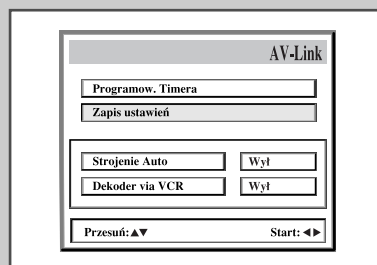 AV-Link
Programow. Timera
Zapis ustawień
Strojenie Auto Wył
Dekoder via VCR Wył
Przesuń:▲▼ Start:◀▶